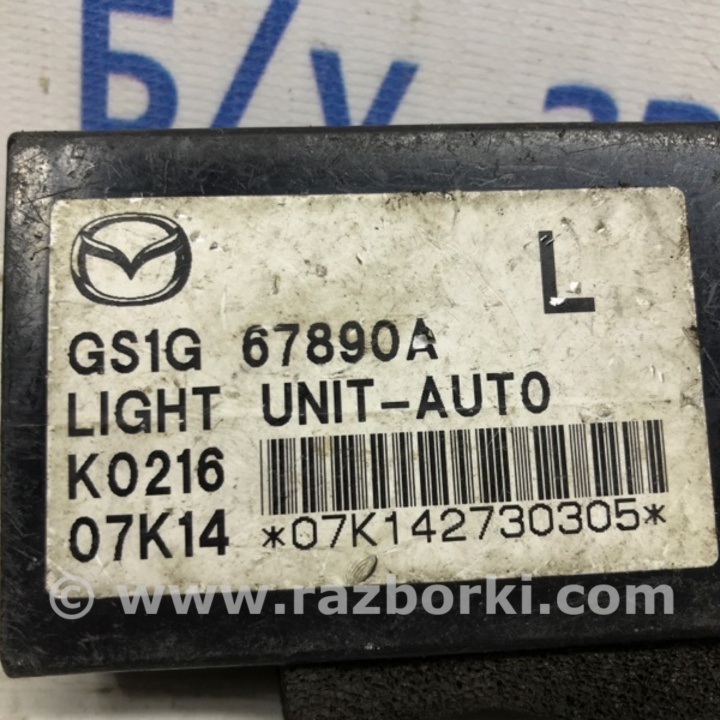 Б/у
L
GS1G 67890A
LIGHT UNIT-AUTO
K0216
07K14 *07K142730305*
© www.razborki.com